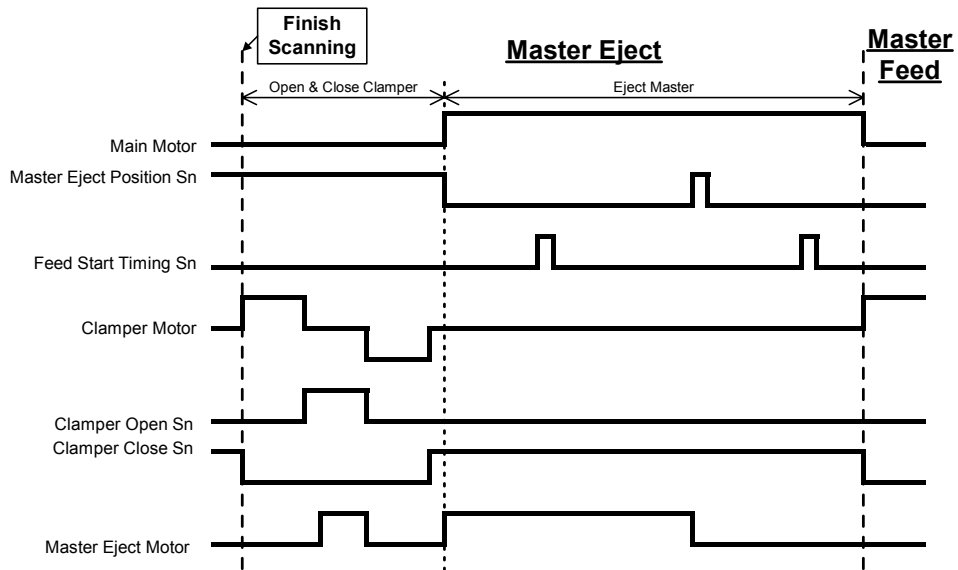 Finish
Scanning
Master Eject
Master
Feed
Open & Close Clamper
Eject Master
Main Motor
Master Eject Position Sn
Feed Start Timing Sn
Clamper Motor
Clamper Open Sn
Clamper Close Sn
Master Eject Motor